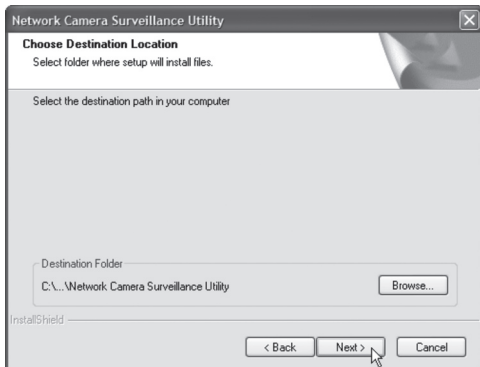 Network Camera Surveillance Utility
Choose Destination Location
Select folder where setup will install files.
Select the destination path in your computer
Destination Folder
C:\...\Network Camera Surveillance Utility
Browse...
InstallShield
< Back
Next >
Cancel